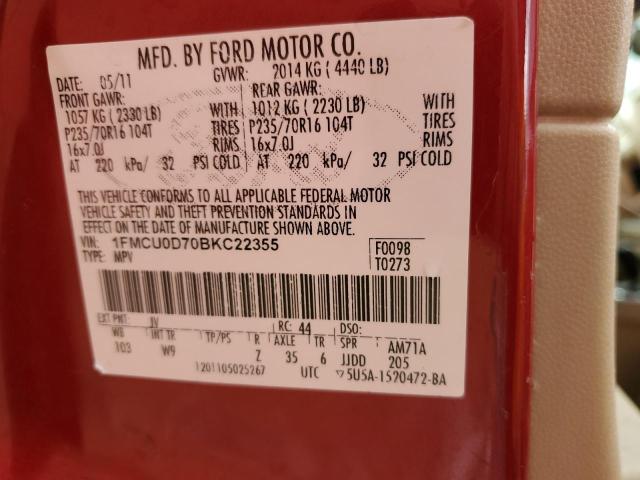 MFD. BY FORD MOTOR CO.
DATE: 05/11 GVWR: 2014 KG ( 4440 LB)
FRONT GAWR: REAR GAWR:
1057 KG ( 2330 LB) WITH 1012 KG ( 2230 LB) WITH
P235/70R16 104T TIRES P235/70R16 104T TIRES
16x7.0J RIMS 16x7.0J RIMS
AT 220 kPa/ 32 PSI COLD AT 220 kPa/ 32 PSI COLD
THIS VEHICLE CONFORMS TO ALL APPLICABLE FEDERAL MOTOR
VEHICLE SAFETY AND THEFT PREVENTION STANDARDS IN
EFFECT ON THE DATE OF MANUFACTURE SHOWN ABOVE.
VIN: 1FMCU0D70BKC22355 F0098
TYPE: MPV T0273
EXT PNT: JV RC: 44 DSO:
WB INT TR TP/PS R AXLE TR SPR AM71A
103 W9 Z 35 6 JJDD 205
1201105025267 UTC ▽5U5A-1520472-BA